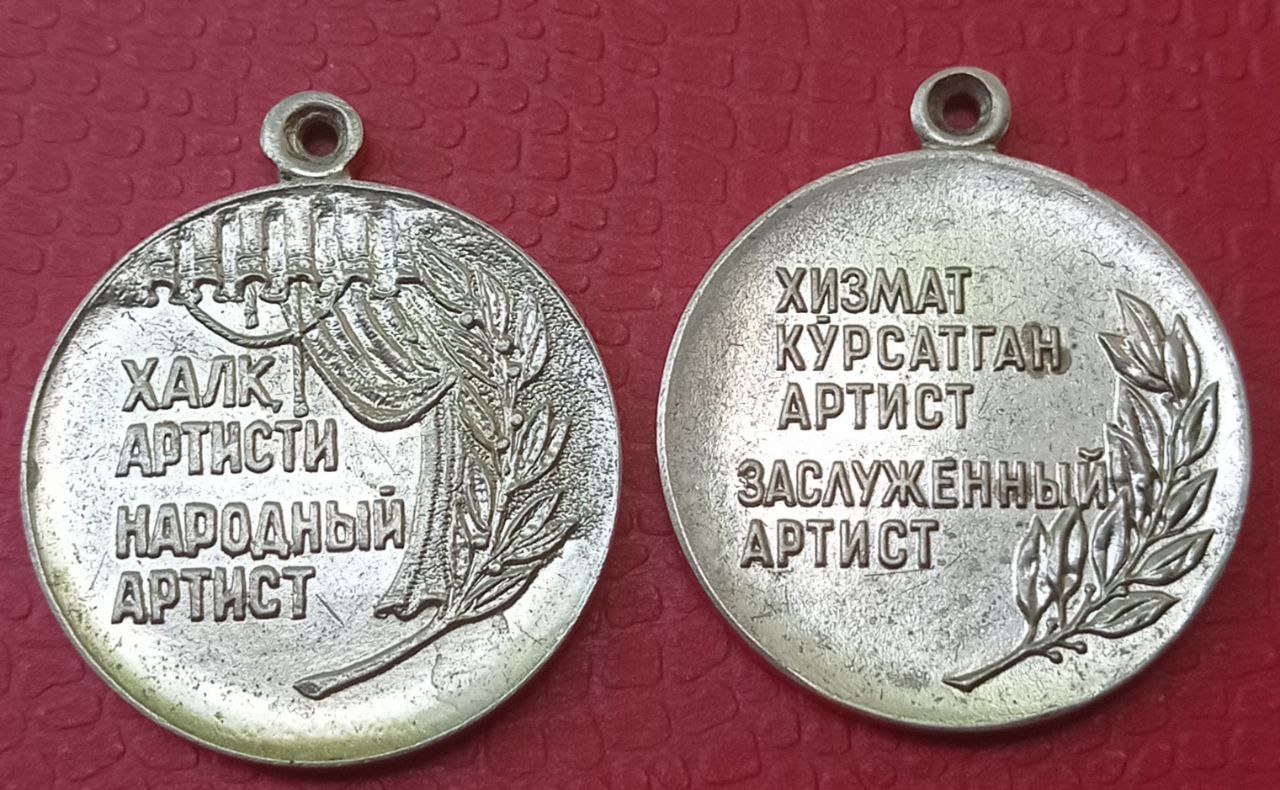 ХАЛҚ
АРТИСТИ
НАРОДНЫЙ
АРТИСТ
ХИЗМАТ
КЎРСАТГАН
АРТИСТ
ЗАСЛУЖЕННЫЙ
АРТИСТ